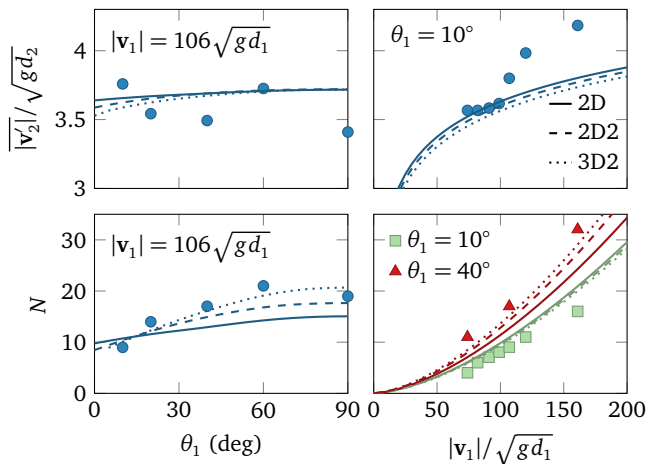 |v₁| = 106√gd₁
θ₁ = 10°
4
3.5
3
|v′₂|/√gd₂
2D
2D2
3D2
|v₁| = 106√gd₁
θ₁ = 10°
θ₁ = 40°
30
20
10
0
N
0 30 60 90
0 50 100 150 200
θ₁ (deg)
|v₁|/√gd₁